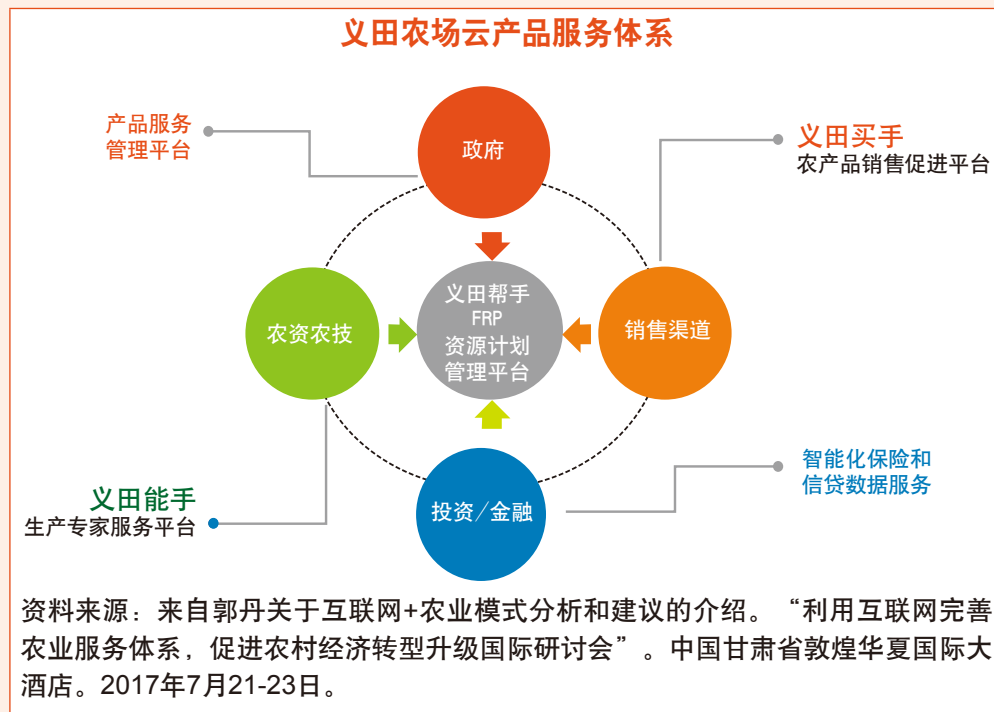 义田农场云产品服务体系
产品服务
管理平台
政府
义田买手
农产品销售促进平台
农资农技
义田帮手
FRP
资源计划
管理平台
销售渠道
义田能手
生产专家服务平台
投资/金融
智能化保险和
信贷数据服务
资料来源：来自郭丹关于互联网+农业模式分析和建议的介绍。“利用互联网完善
农业服务体系，促进农村经济转型升级国际研讨会”。中国甘肃省敦煌华夏国际大
酒店。2017年7月21-23日。